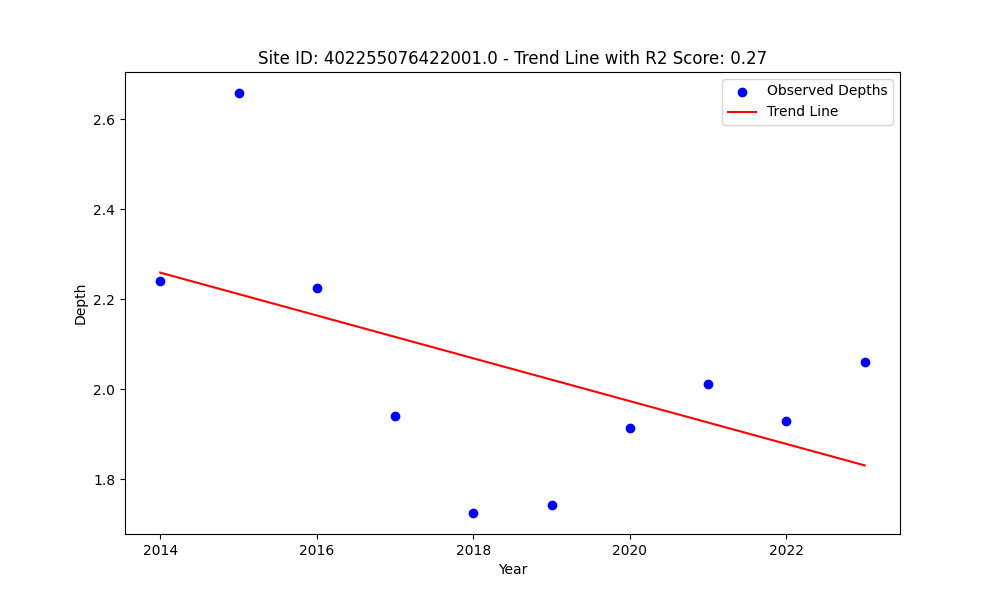 Site ID: 402255076422001.0 - Trend Line with R2 Score: 0.27
Observed Depths
Trend Line
2.6
2.4
2.2
2.0
1.8
Depth
2014
2016
2018
2020
2022
Year